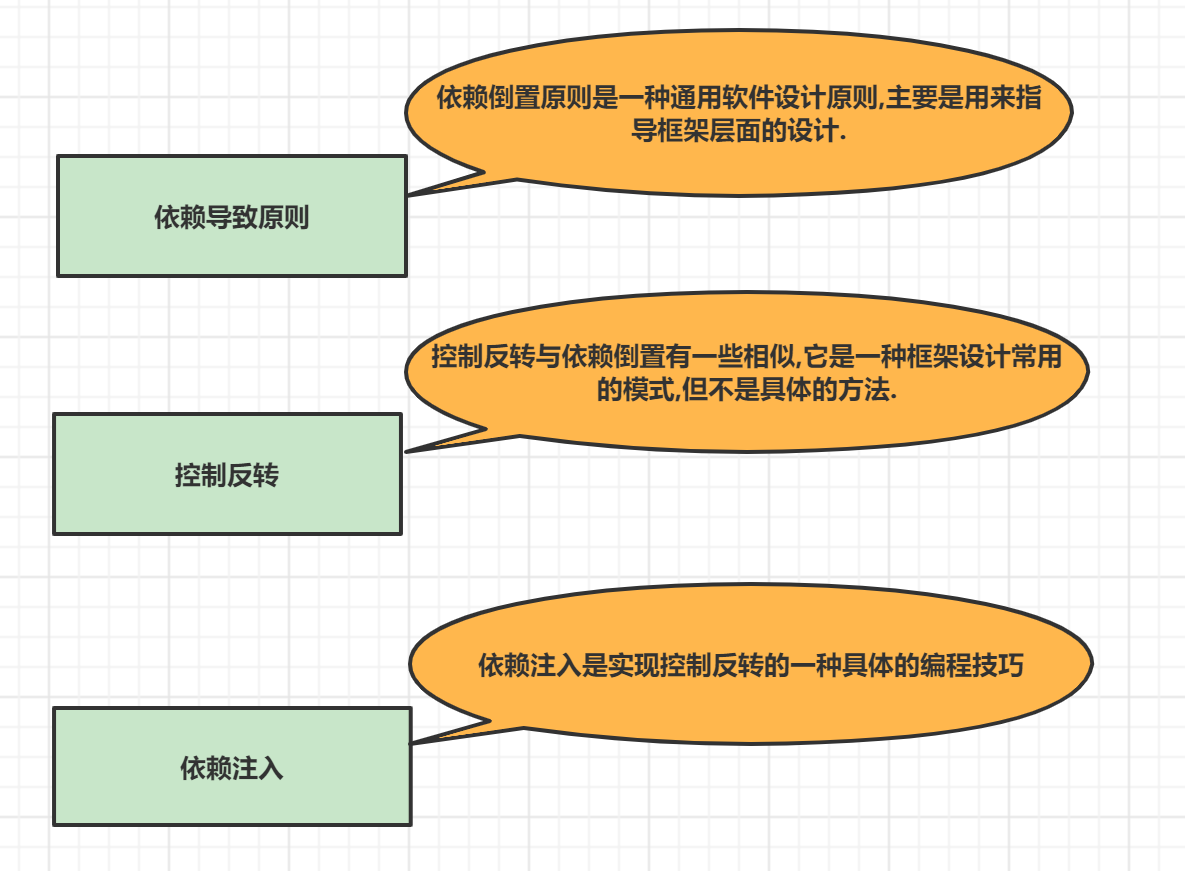 依赖倒置原则是一种通用软件设计原则,主要是用来指
导框架层面的设计.
依赖导致原则
控制反转与依赖倒置有一些相似,它是一种框架设计常用
的模式,但不是具体的方法.
控制反转
依赖注入是实现控制反转的一种具体的编程技巧
依赖注入